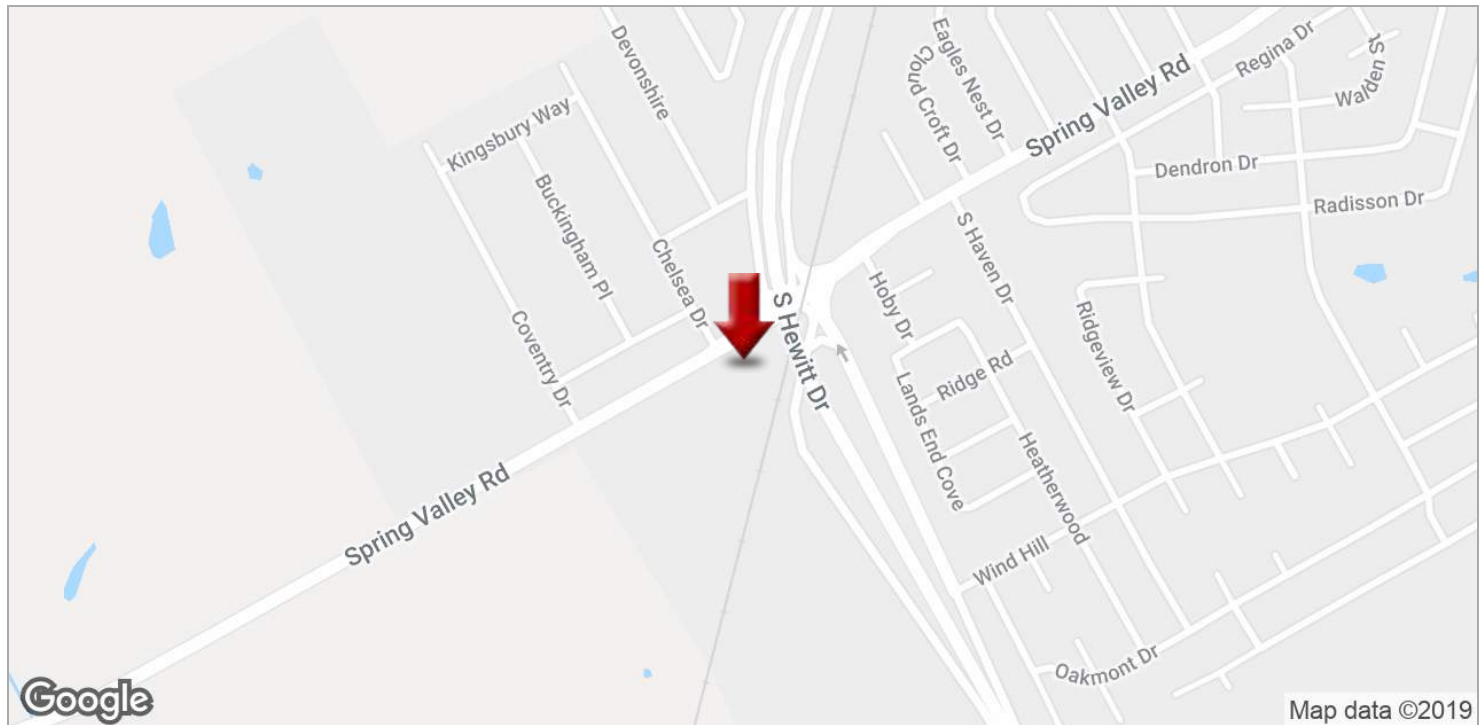 Devonshire
Eagles Nest Dr
Cloud Croft Dr
Spring Valley Rd
Regina Dr
Walden St
Kingsbury Way
Buckingham Pl
Dendron Dr
Radisson Dr
Chelsea Dr
S Haven Dr
Hoby Dr
S Hewitt Dr
Coventry Dr
Ridgeview Dr
Ridge Rd
Lands End Cove
Heatherwood
Spring Valley Rd
Wind Hill
Oakmont Dr
Google
Map data ©2019